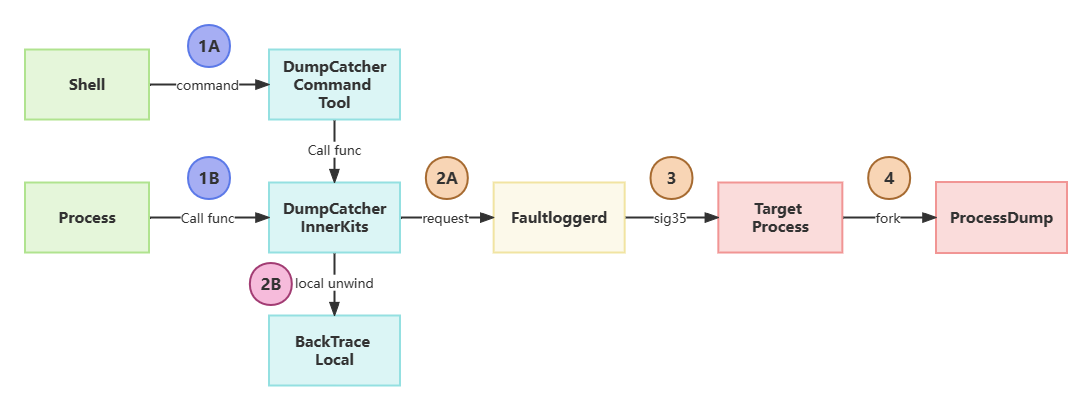 1A
Shell
command
DumpCatcher
Command
Tool
Call func
1B
2A
3
4
Process
Call func
DumpCatcher
InnerKits
request
Faultloggerd
sig35
Target
Process
fork
ProcessDump
2B
local unwind
BackTrace
Local